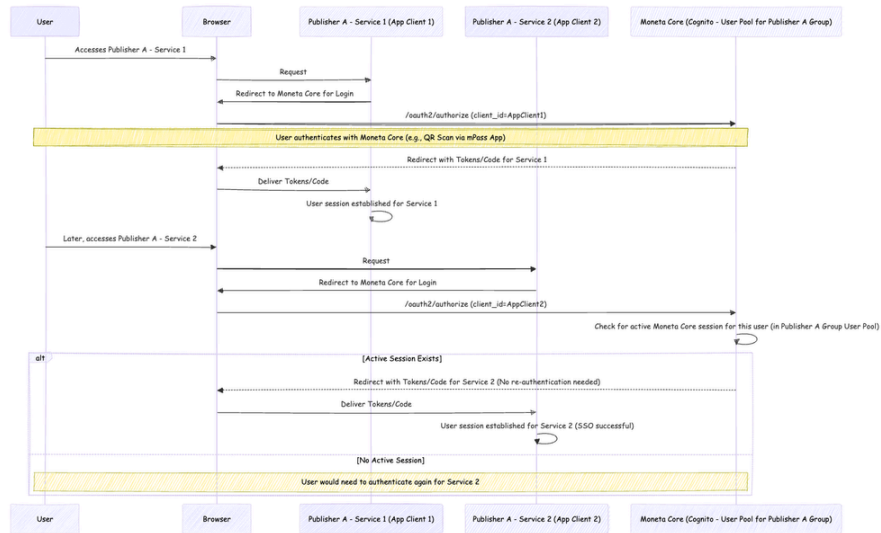 User
Browser
Publisher A - Service 1 (App Client 1)
Publisher A - Service 2 (App Client 2)
Moneta Core (Cognito - User Pool for Publisher A Group)
Accesses Publisher A - Service 1
Request
Redirect to Moneta Core for Login
/oauth2/authorize (client_id=AppClient1)
User authenticates with Moneta Core (e.g., QR Scan via mPass App)
Redirect with Tokens/Code for Service 1
Deliver Tokens/Code
User session established for Service 1
Later, accesses Publisher A - Service 2
Request
Redirect to Moneta Core for Login
/oauth2/authorize (client_id=AppClient2)
Check for active Moneta Core session for this user (in Publisher A Group User Pool)
alt
[Active Session Exists]
Redirect with Tokens/Code for Service 2 (No re-authentication needed)
Deliver Tokens/Code
User session established for Service 2 (SSO successful)
[No Active Session]
User would need to authenticate again for Service 2
User
Browser
Publisher A - Service 1 (App Client 1)
Publisher A - Service 2 (App Client 2)
Moneta Core (Cognito - User Pool for Publisher A Group)